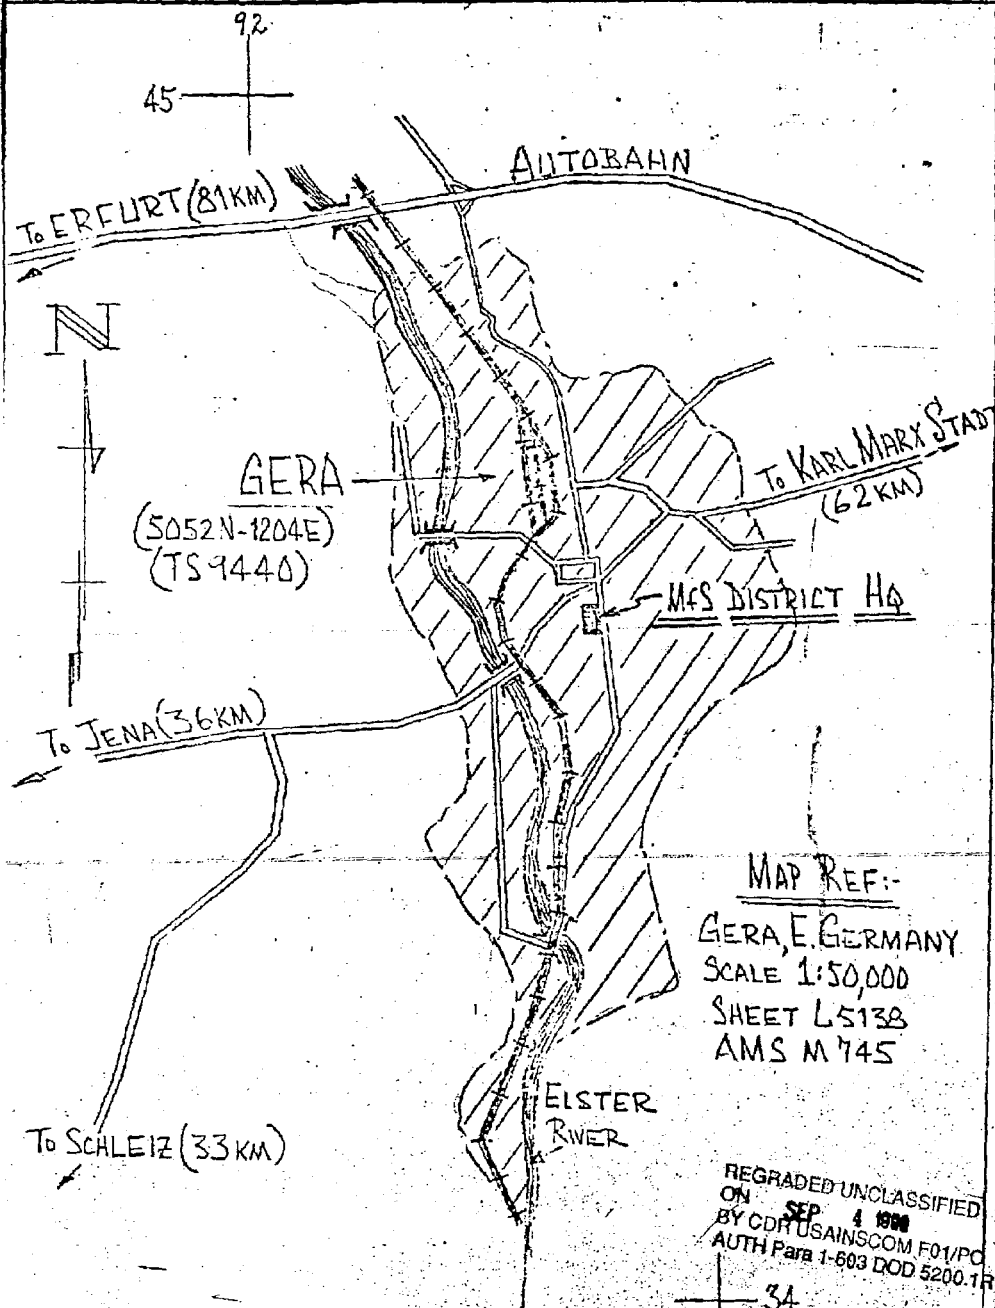 92
45
AUTOBAHN
To ERFURT (81KM)
N
GERA
(5052N-1204E)
(TS9440)
To KARL MARX STADT
(62KM)
MfS DISTRICT HQ
To JENA (36KM)
MAP REF:-
GERA, E. GERMANY
SCALE 1:50,000
SHEET L5138
AMS M745
ELSTER
RIVER
To SCHLEIZ (33KM)
REGRADED UNCLASSIFIED
ON SEP 4
BY CDR USAINSCOM F01/PO
AUTH Para 1-603 DOD 5200.1R
34